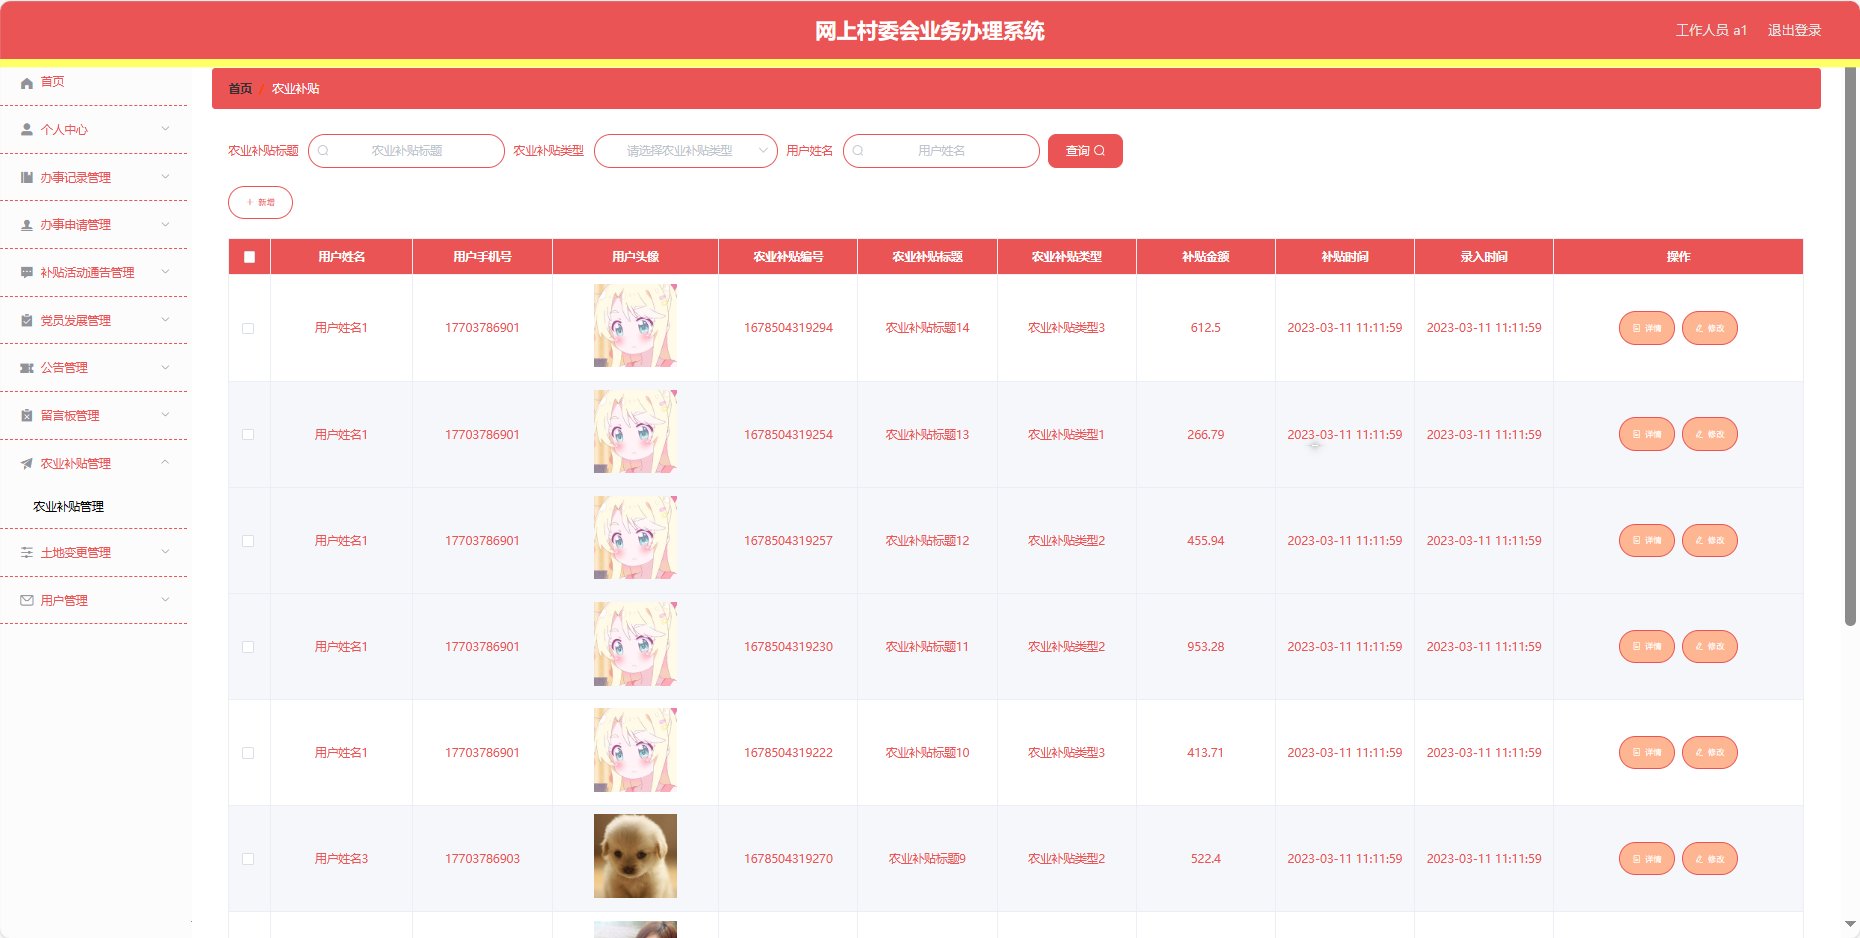 网上村委会业务办理系统
工作人员 a1 退出登录
首页
个人中心
办事记录管理
办事申请管理
补贴活动通告管理
党员发展管理
公告管理
留言板管理
农业补贴管理
农业补贴管理
土地变更管理
用户管理
首页 / 农业补贴
农业补贴标题 农业补贴标题 农业补贴类型 请选择农业补贴类型 用户姓名 用户姓名 查询
+ 新增
用户姓名 用户手机号 用户头像 农业补贴编号 农业补贴标题 农业补贴类型 补贴金额 补贴时间 录入时间 操作
用户姓名1 17703786901 1678504319294 农业补贴标题14 农业补贴类型3 612.5 2023-03-11 11:11:59 2023-03-11 11:11:59 详情 修改
用户姓名1 17703786901 1678504319254 农业补贴标题13 农业补贴类型1 266.79 2023-03-11 11:11:59 2023-03-11 11:11:59 详情 修改
用户姓名1 17703786901 1678504319257 农业补贴标题12 农业补贴类型2 455.94 2023-03-11 11:11:59 2023-03-11 11:11:59 详情 修改
用户姓名1 17703786901 1678504319230 农业补贴标题11 农业补贴类型2 953.28 2023-03-11 11:11:59 2023-03-11 11:11:59 详情 修改
用户姓名1 17703786901 1678504319222 农业补贴标题10 农业补贴类型3 413.71 2023-03-11 11:11:59 2023-03-11 11:11:59 详情 修改
用户姓名3 17703786903 1678504319270 农业补贴标题9 农业补贴类型2 522.4 2023-03-11 11:11:59 2023-03-11 11:11:59 详情 修改